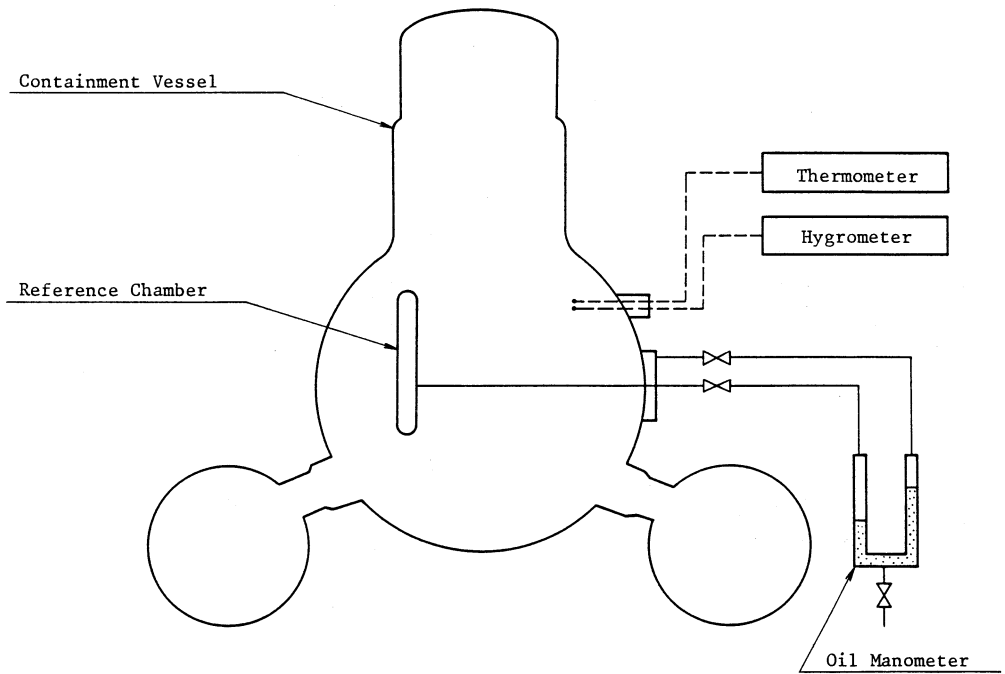 Containment Vessel
Thermometer
Hygrometer
Reference Chamber
Oil Manometer